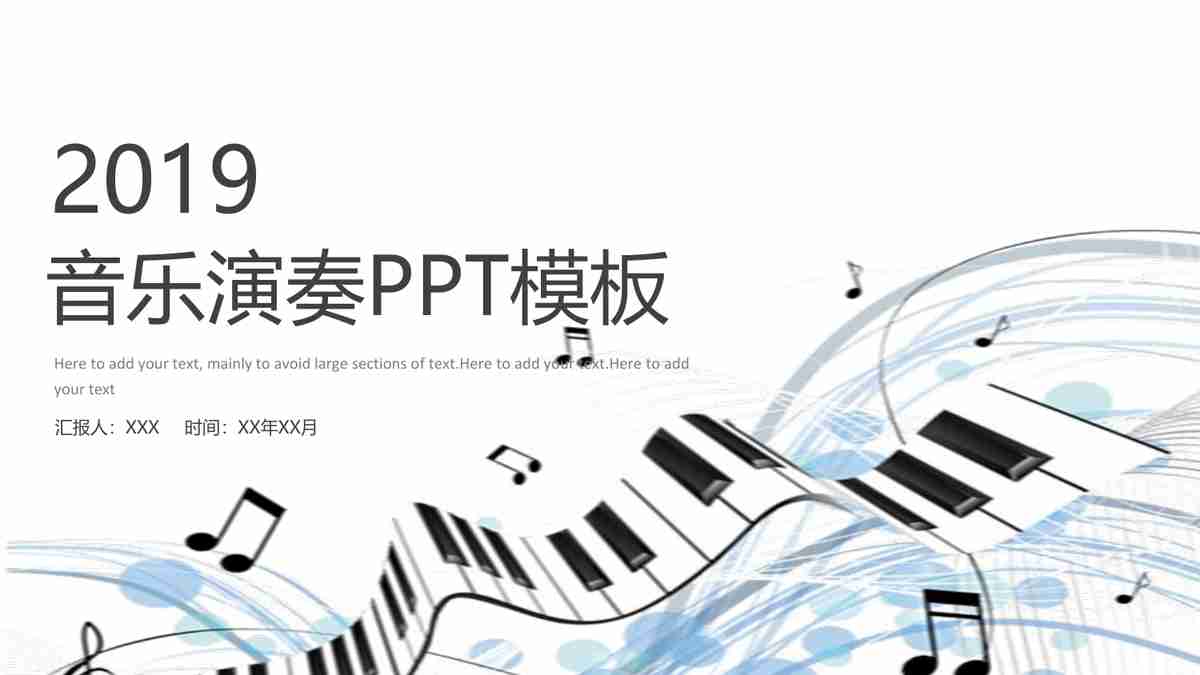 2019
音乐演奏PPT模板
Here to add your text, mainly to avoid large sections of text.Here to add your text.Here to add
your text
汇报人：XXX 时间：XX年XX月